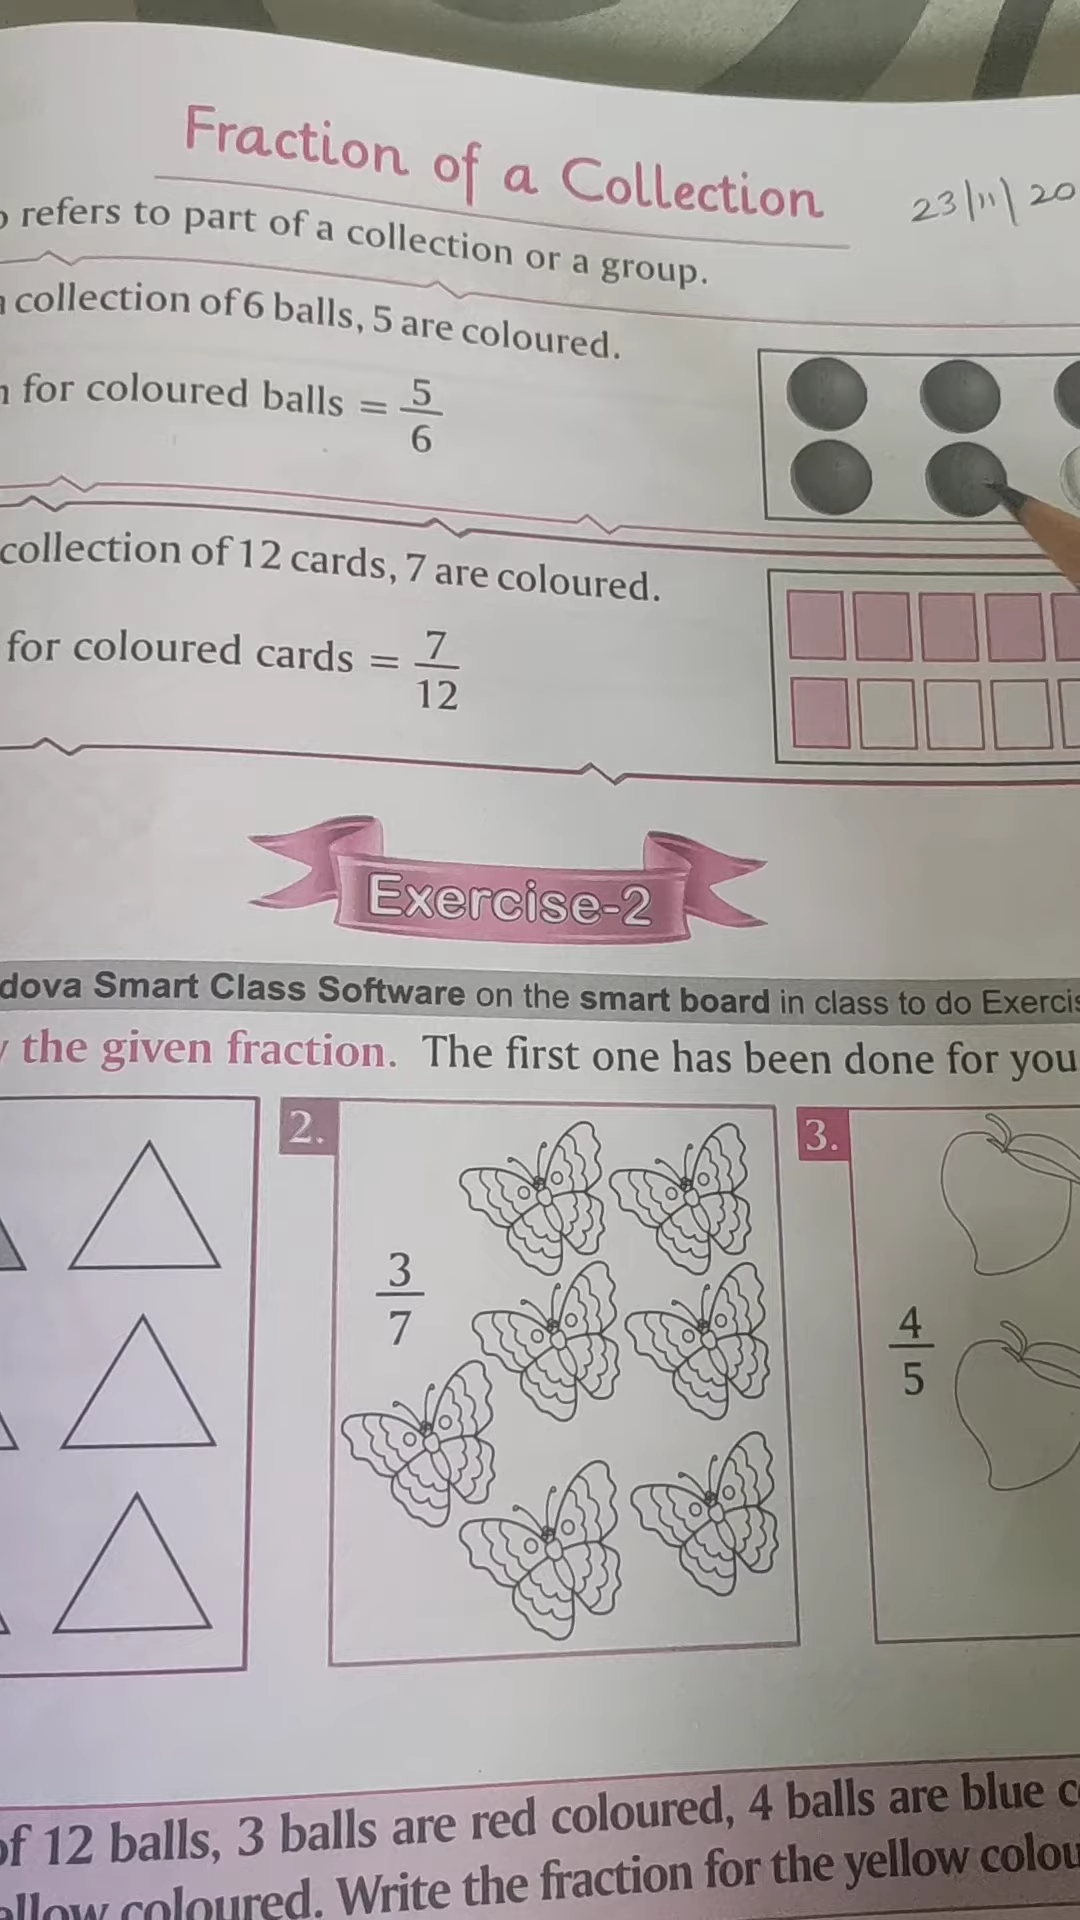 Fraction of a Collection
23/11/20
refers to part of a collection or a group.
collection of 6 balls, 5 are coloured.
for coloured balls = 5/6
collection of 12 cards, 7 are coloured.
for coloured cards = 7/12
Exercise-2
dova Smart Class Software on the smart board in class to do Exercis
the given fraction. The first one has been done for you
2.
3/7
3.
4/5
of 12 balls, 3 balls are red coloured, 4 balls are blue c
ellow coloured. Write the fraction for the yellow colou